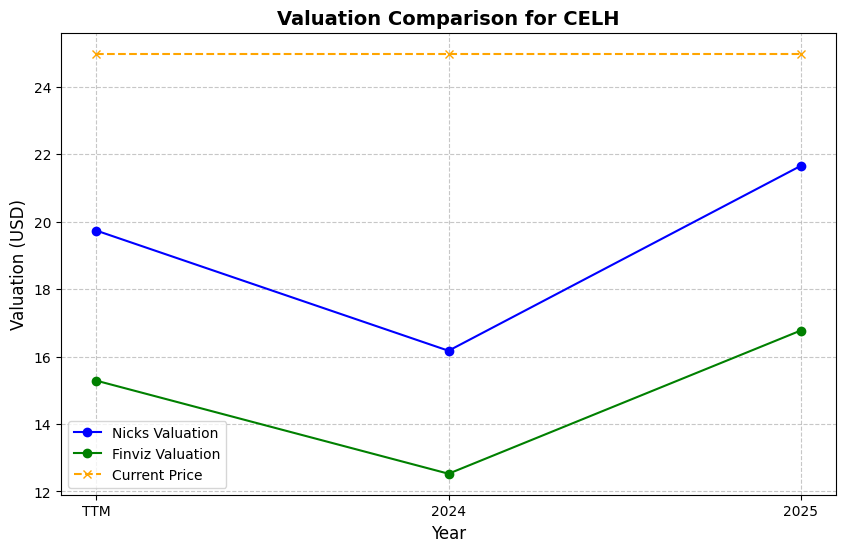 Valuation Comparison for CELH
Valuation (USD)
24
22
20
18
16
14
12
Nicks Valuation
Finviz Valuation
Current Price
TTM 2024 2025
Year